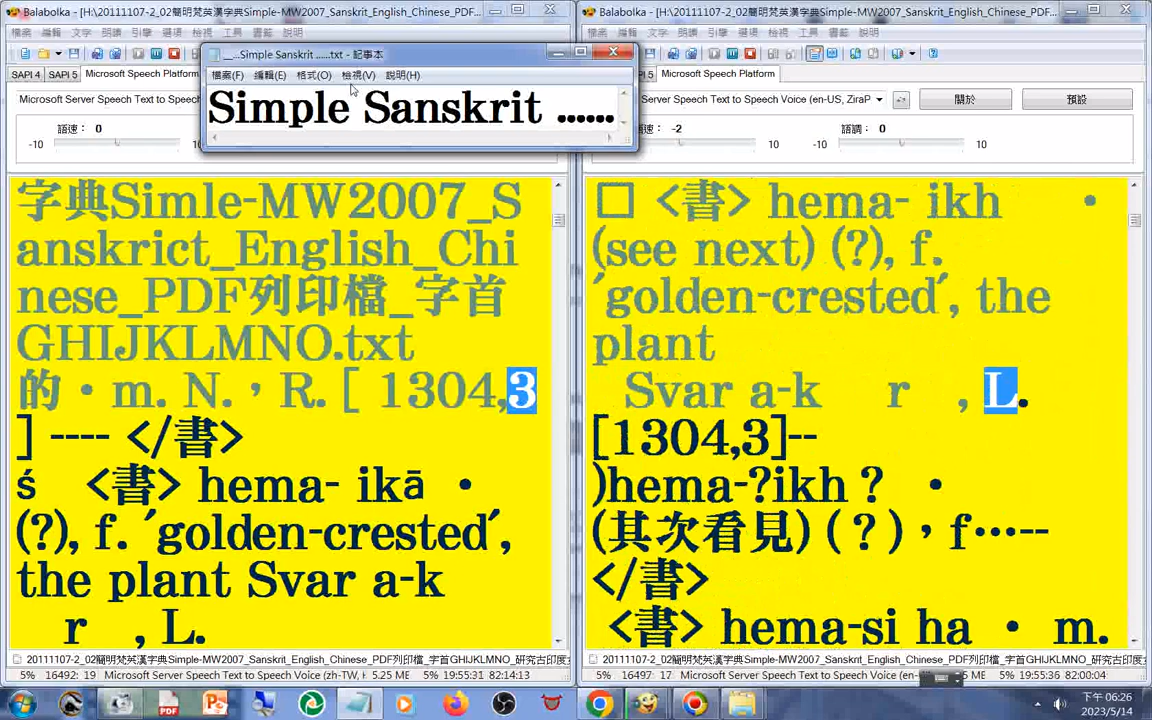 Balabolka - [H:\20111107-2_02簡明梵英漢字典Simple-MW2007_Sanskrit_English_Chinese_PDF...
檔案 編輯 文字 朗讀 引擎 選項 檢視 工具 書籤 說明
SAPI 4 SAPI 5 Microsoft Speech Platform
Microsoft Server Speech Text to Speech
語速： 0
-10 10
__...Simple Sanskrit ......txt - 記事本
檔案(F) 編輯(E) 格式(O) 檢視(V) 說明(H)
Simple Sanskrit ......
字典Simle-MW2007_S
anskrict_English_Chi
nese_PDF列印檔_字首
GHIJKLMNO.txt
的・m. N.，R. [ 1304,3
] ---- </書>
ś <書> hema- ikā ・
(?), f. ′golden-crested′,
the plant Svar a-k
r , L.
20111107-2_02簡明梵英漢字典Simple-MW2007_Sanskrit_English_Chinese_PDF列印檔_字首GHIJKLMNO_研究古印度
5% 16492: 19 Microsoft Server Speech Text to Speech Voice (zh-TW, H 5.25 ME 5% 19:55:31 82:14:13
Balabolka - [H:\20111107-2_02簡明梵英漢字典Simple-MW2007_Sanskrit_English_Chinese_PDF...
檔案 編輯 文字 朗讀 引擎 選項 檢視 工具 書籤 說明
5 Microsoft Speech Platform
Server Speech Text to Speech Voice (en-US, ZiraP 關於 預設
語速： -2 語調： 0
10 -10 10
□ <書> hema- ikh ・
(see next) (?), f.
′golden-crested′, the
plant
Svar a-k r , L.
[1304,3]--
)hema-?ikh ? ・
(其次看見) (？)，f…--
</書>
<書> hema-si ha ・ m.
20111107-2_02簡明梵英漢字典Simple-MW2007_Sanskrit_English_Chinese_PDF列印檔_字首GHIJKLMNO_研究古印度
5% 16497: 17 Microsoft Server Speech Text to Speech Voice (en- ME 5% 19:55:36 82:00:04
下午 06:26
2023/5/14